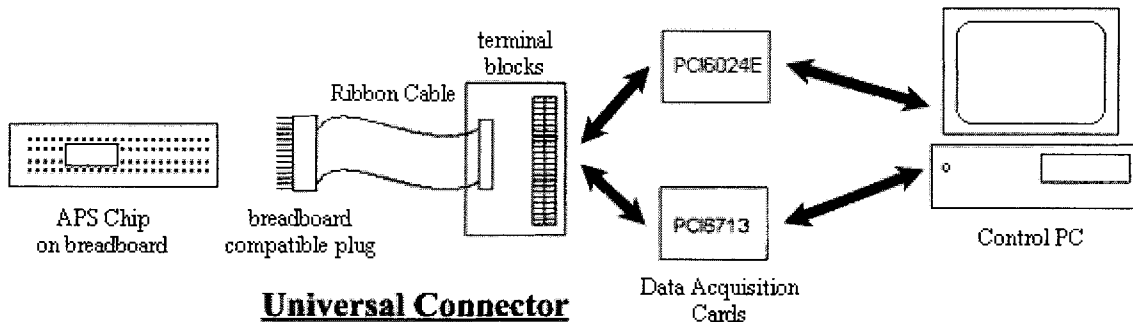 terminal
blocks
PCI6024E
Ribbon Cable
APS Chip
on breadboard
breadboard
compatible plug
PCI6713
Control PC
Data Acquisition
Cards
Universal Connector